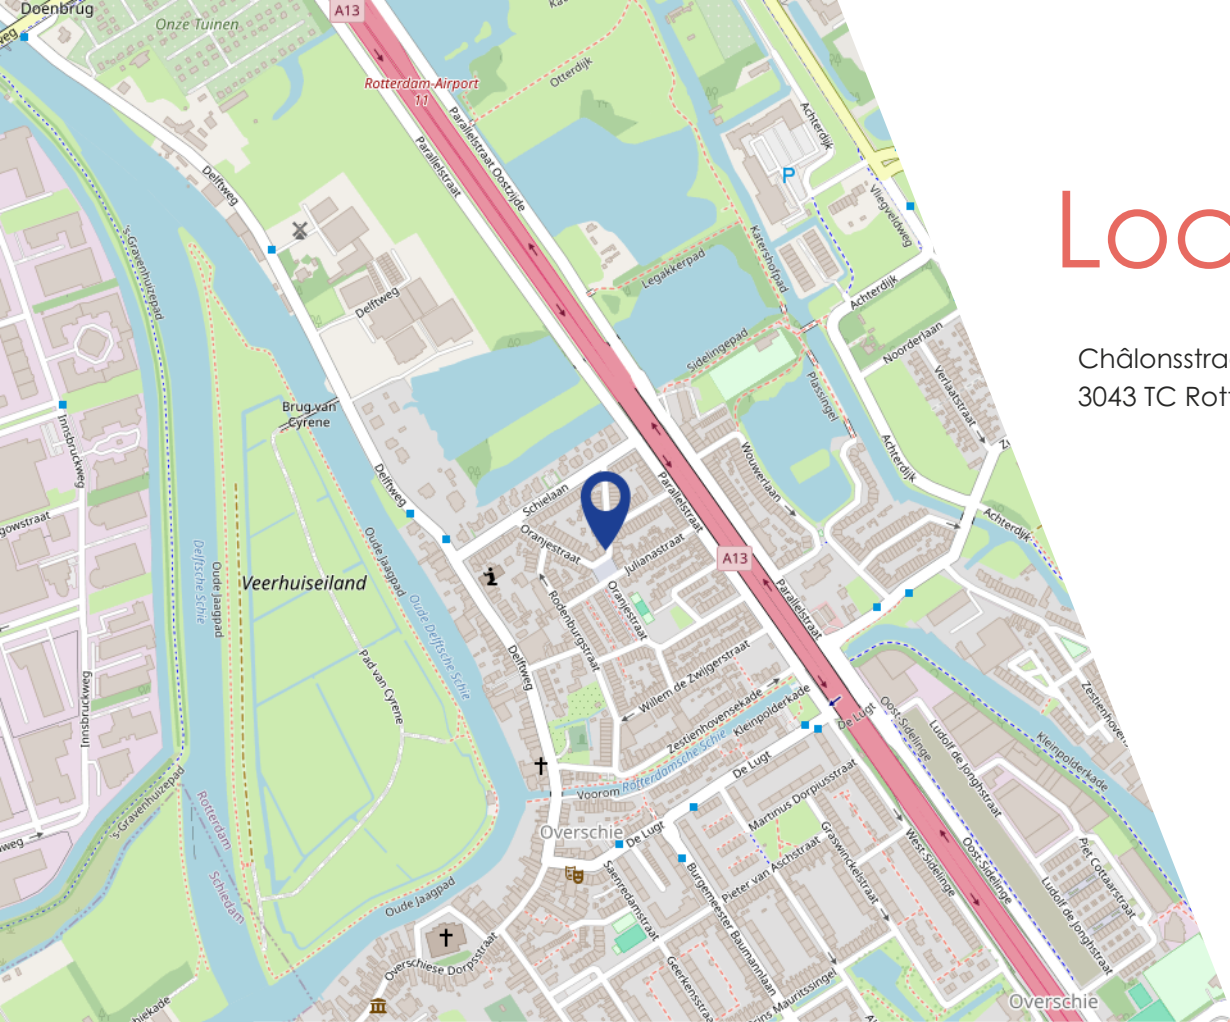 Doenbrug
Onze Tuinen
A13
Rotterdam-Airport
11
Otterdijk
Parallelstraat Oostzijde
Parallelstraat
Achterdijk
P
Vliegveldweg
Delftweg
's-Gravenhuizepad
Katershofpad
Legakkerpad
Achterdijk
Delftweg
Sidelingepad
Noorderlaan
Verlaatstraat
Plassingel
Brug van
Cyrene
Innsbruckweg
Loc
Châlonsstra
3043 TC Rot
Delftweg
Schielaan
Wouwerlaan
Achterdijk
Parallelstraat
Achterdijk
Oranjestraat
Julianastraat
A13
Oude Jaagpad
Delftsche Schie
Oude Jaagpad
Veerhuiseiland
Oude Delftsche Schie
Rodenburgstraat
Oranjestraat
Parallelstraat
Delftweg
Pad van Cyrene
Willem de Zwijgerstraat
Innsbruckweg
Zestienhovensekade
Kleinpolderkade
Rotterdamsche Schie
De Lugt
Oost-Sidelinge
Ludolf de Jonghstraat
Kleinpolderkade
De Lugt
Voorom
's-Gravenhuizepad
Rotterdam
Schiedam
Martinus Dorpiusstraat
Overschie
De Lugt
Pieter van Aschstraat
Graswinckelstraat
West-Sidelinge
Oost-Sidelinge
Piet Cottaarstraat
Ludolf de Jonghstraat
Saenredamstraat
Burgemeester Baumannlaan
Oude Jaagpad
Overschiese Dorpsstraat
Geerkensstraa
Overschie